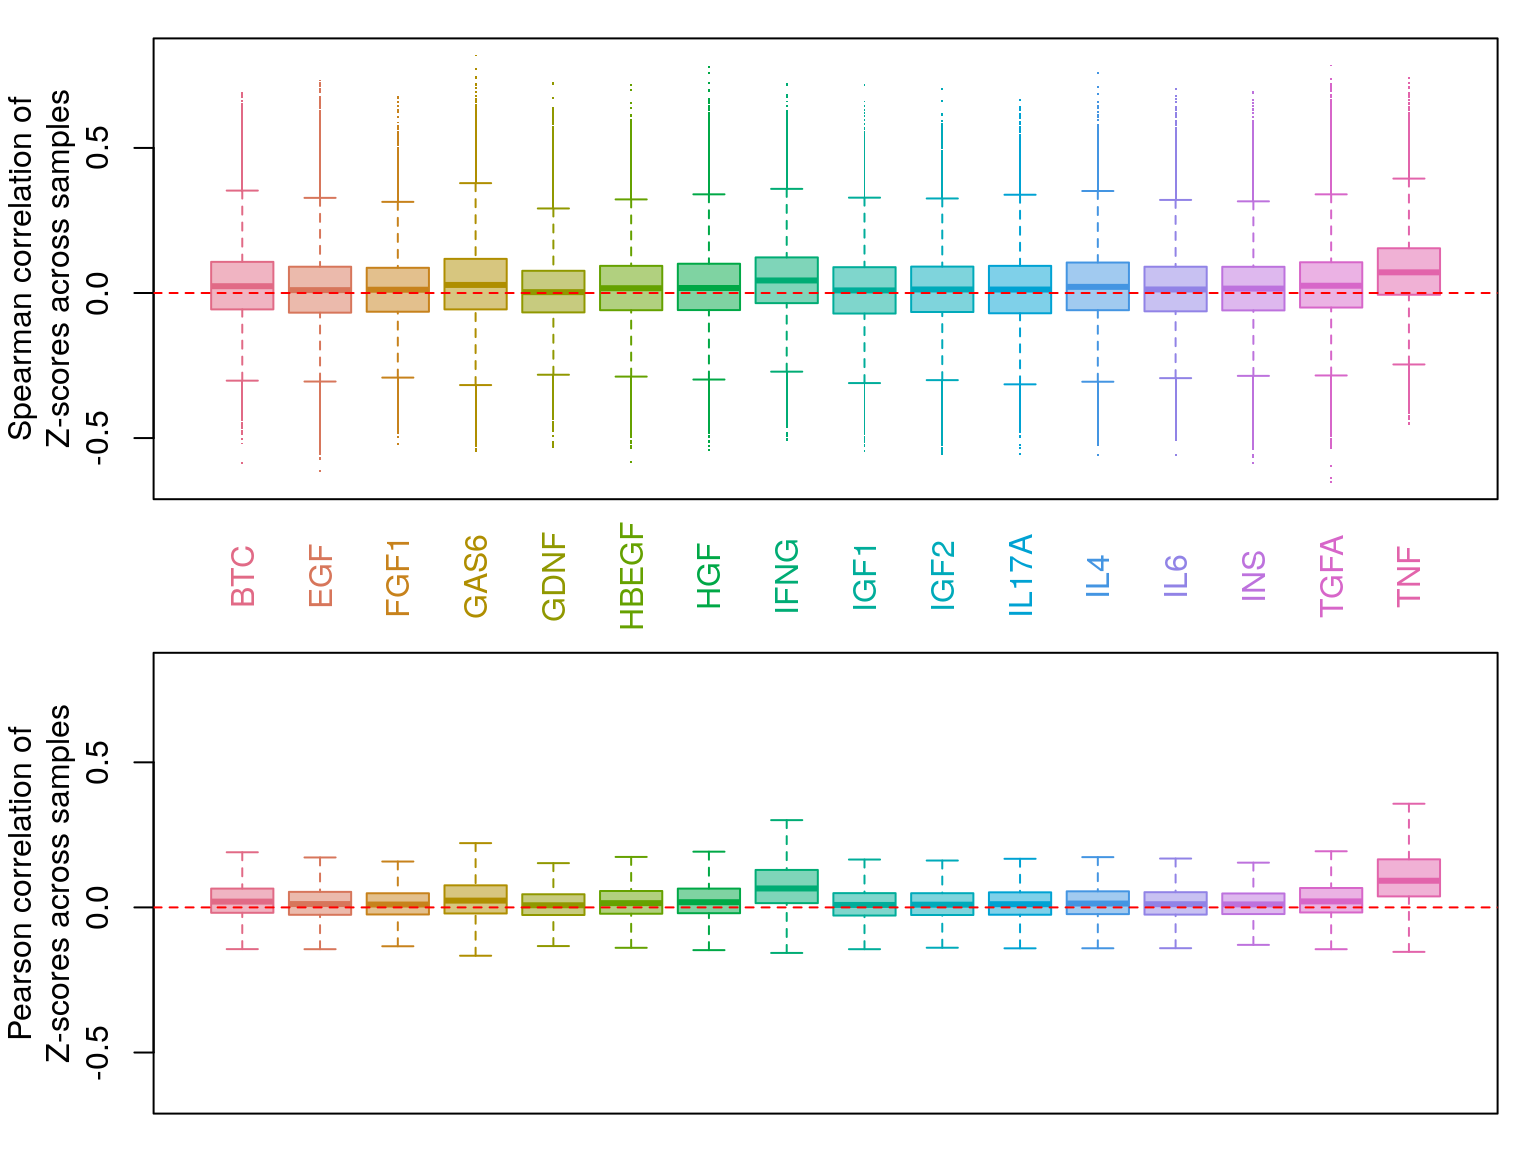 Spearman correlation of
Z-scores across samples
0.5
0.0
-0.5
BTC
EGF
FGF1
GAS6
GDNF
HBEGF
HGF
IFNG
IGF1
IGF2
IL17A
IL4
IL6
INS
TGFA
TNF
Pearson correlation of
Z-scores across samples
0.5
0.0
-0.5